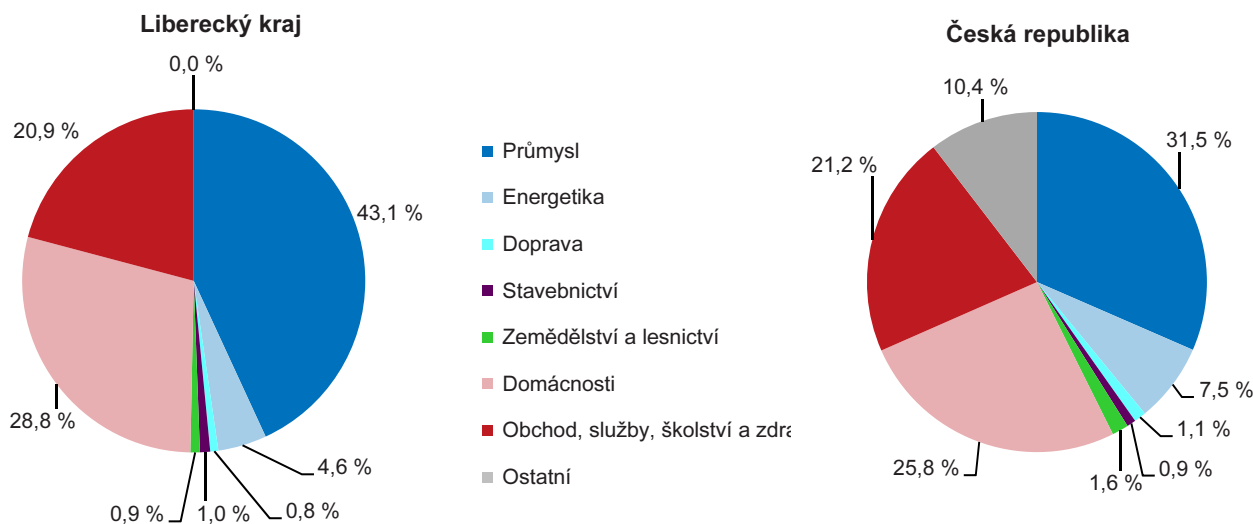 Liberecký kraj
0,0 %
20,9 %
43,1 %
28,8 %
4,6 %
0,9 %
1,0 %
0,8 %
Průmysl
Energetika
Doprava
Stavebnictví
Zemědělství a lesnictví
Domácnosti
Obchod, služby, školství a zdra
Ostatní
Česká republika
10,4 %
31,5 %
21,2 %
7,5 %
1,1 %
25,8 %
0,9 %
1,6 %